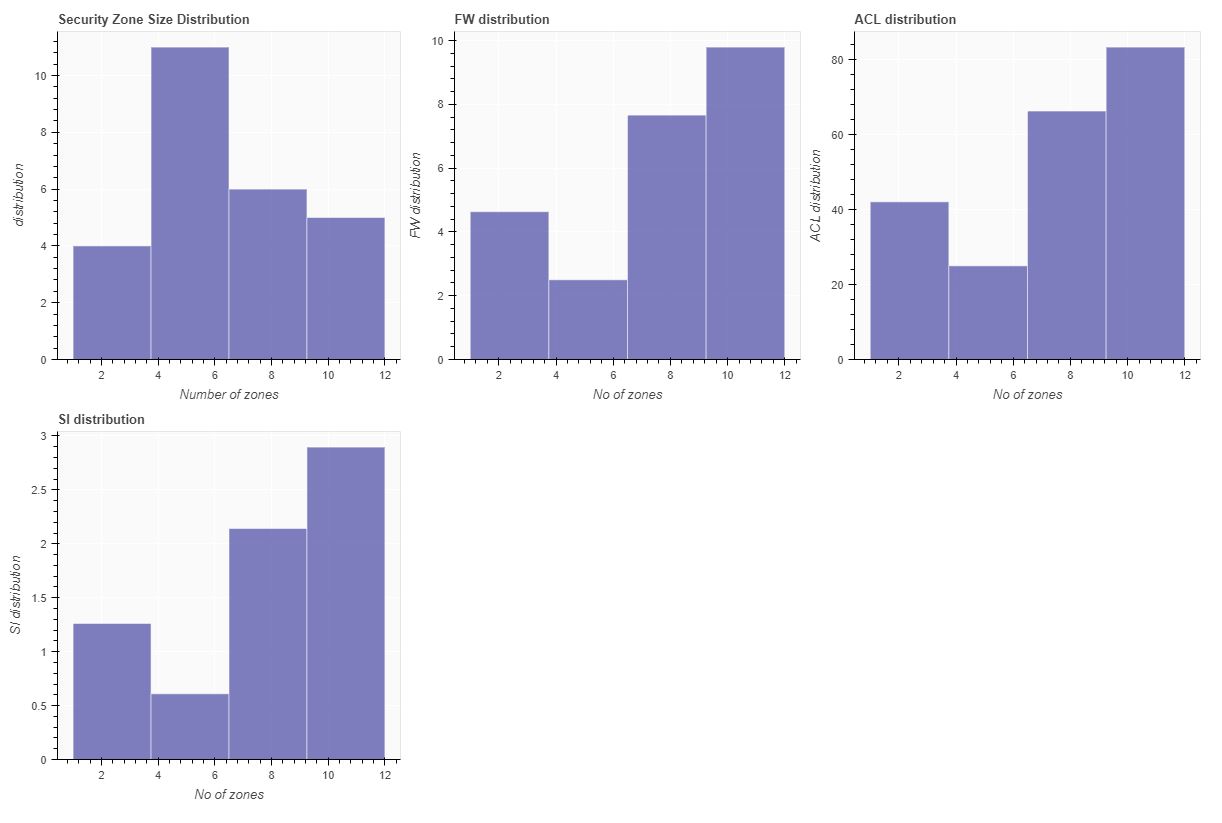 Security Zone Size Distribution
distribution
10
8
6
4
2
0
2 4 6 8 10 12
Number of zones
FW distribution
FW distribution
10
8
6
4
2
0
2 4 6 8 10 12
No of zones
ACL distribution
ACL distribution
80
60
40
20
0
2 4 6 8 10 12
No of zones
SI distribution
SI distribution
3
2.5
2
1.5
1
0.5
0
2 4 6 8 10 12
No of zones